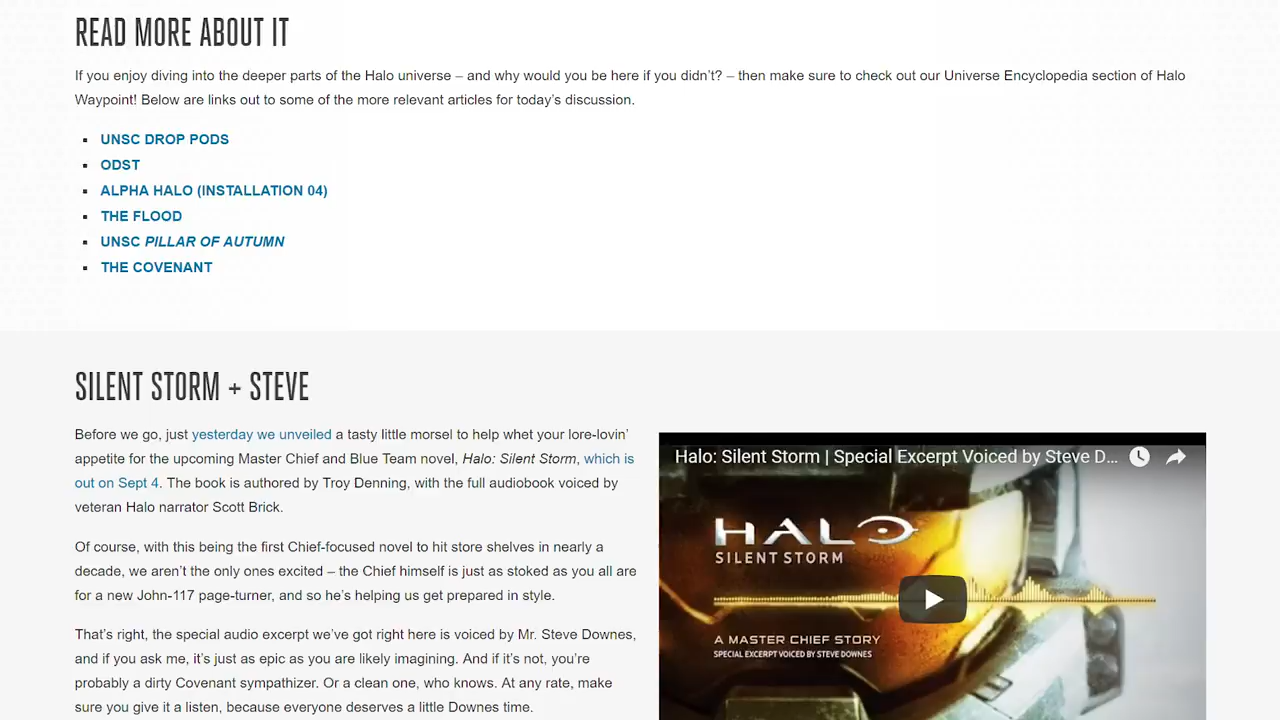 READ MORE ABOUT IT
If you enjoy diving into the deeper parts of the Halo universe – and why would you be here if you didn't? – then make sure to check out our Universe Encyclopedia section of Halo
Waypoint! Below are links out to some of the more relevant articles for today's discussion.
UNSC DROP PODS
ODST
ALPHA HALO (INSTALLATION 04)
THE FLOOD
UNSC PILLAR OF AUTUMN
THE COVENANT
SILENT STORM + STEVE
Before we go, just yesterday we unveiled a tasty little morsel to help whet your lore-lovin'
appetite for the upcoming Master Chief and Blue Team novel, Halo: Silent Storm, which is
out on Sept 4. The book is authored by Troy Denning, with the full audiobook voiced by
veteran Halo narrator Scott Brick.
Of course, with this being the first Chief-focused novel to hit store shelves in nearly a
decade, we aren't the only ones excited – the Chief himself is just as stoked as you all are
for a new John-117 page-turner, and so he's helping us get prepared in style.
That's right, the special audio excerpt we've got right here is voiced by Mr. Steve Downes,
and if you ask me, it's just as epic as you are likely imagining. And if it's not, you're
probably a dirty Covenant sympathizer. Or a clean one, who knows. At any rate, make
sure you give it a listen, because everyone deserves a little Downes time.
Halo: Silent Storm | Special Excerpt Voiced by Steve D...
HALO
SILENT STORM
A MASTER CHIEF STORY
SPECIAL EXCERPT VOICED BY STEVE DOWNES